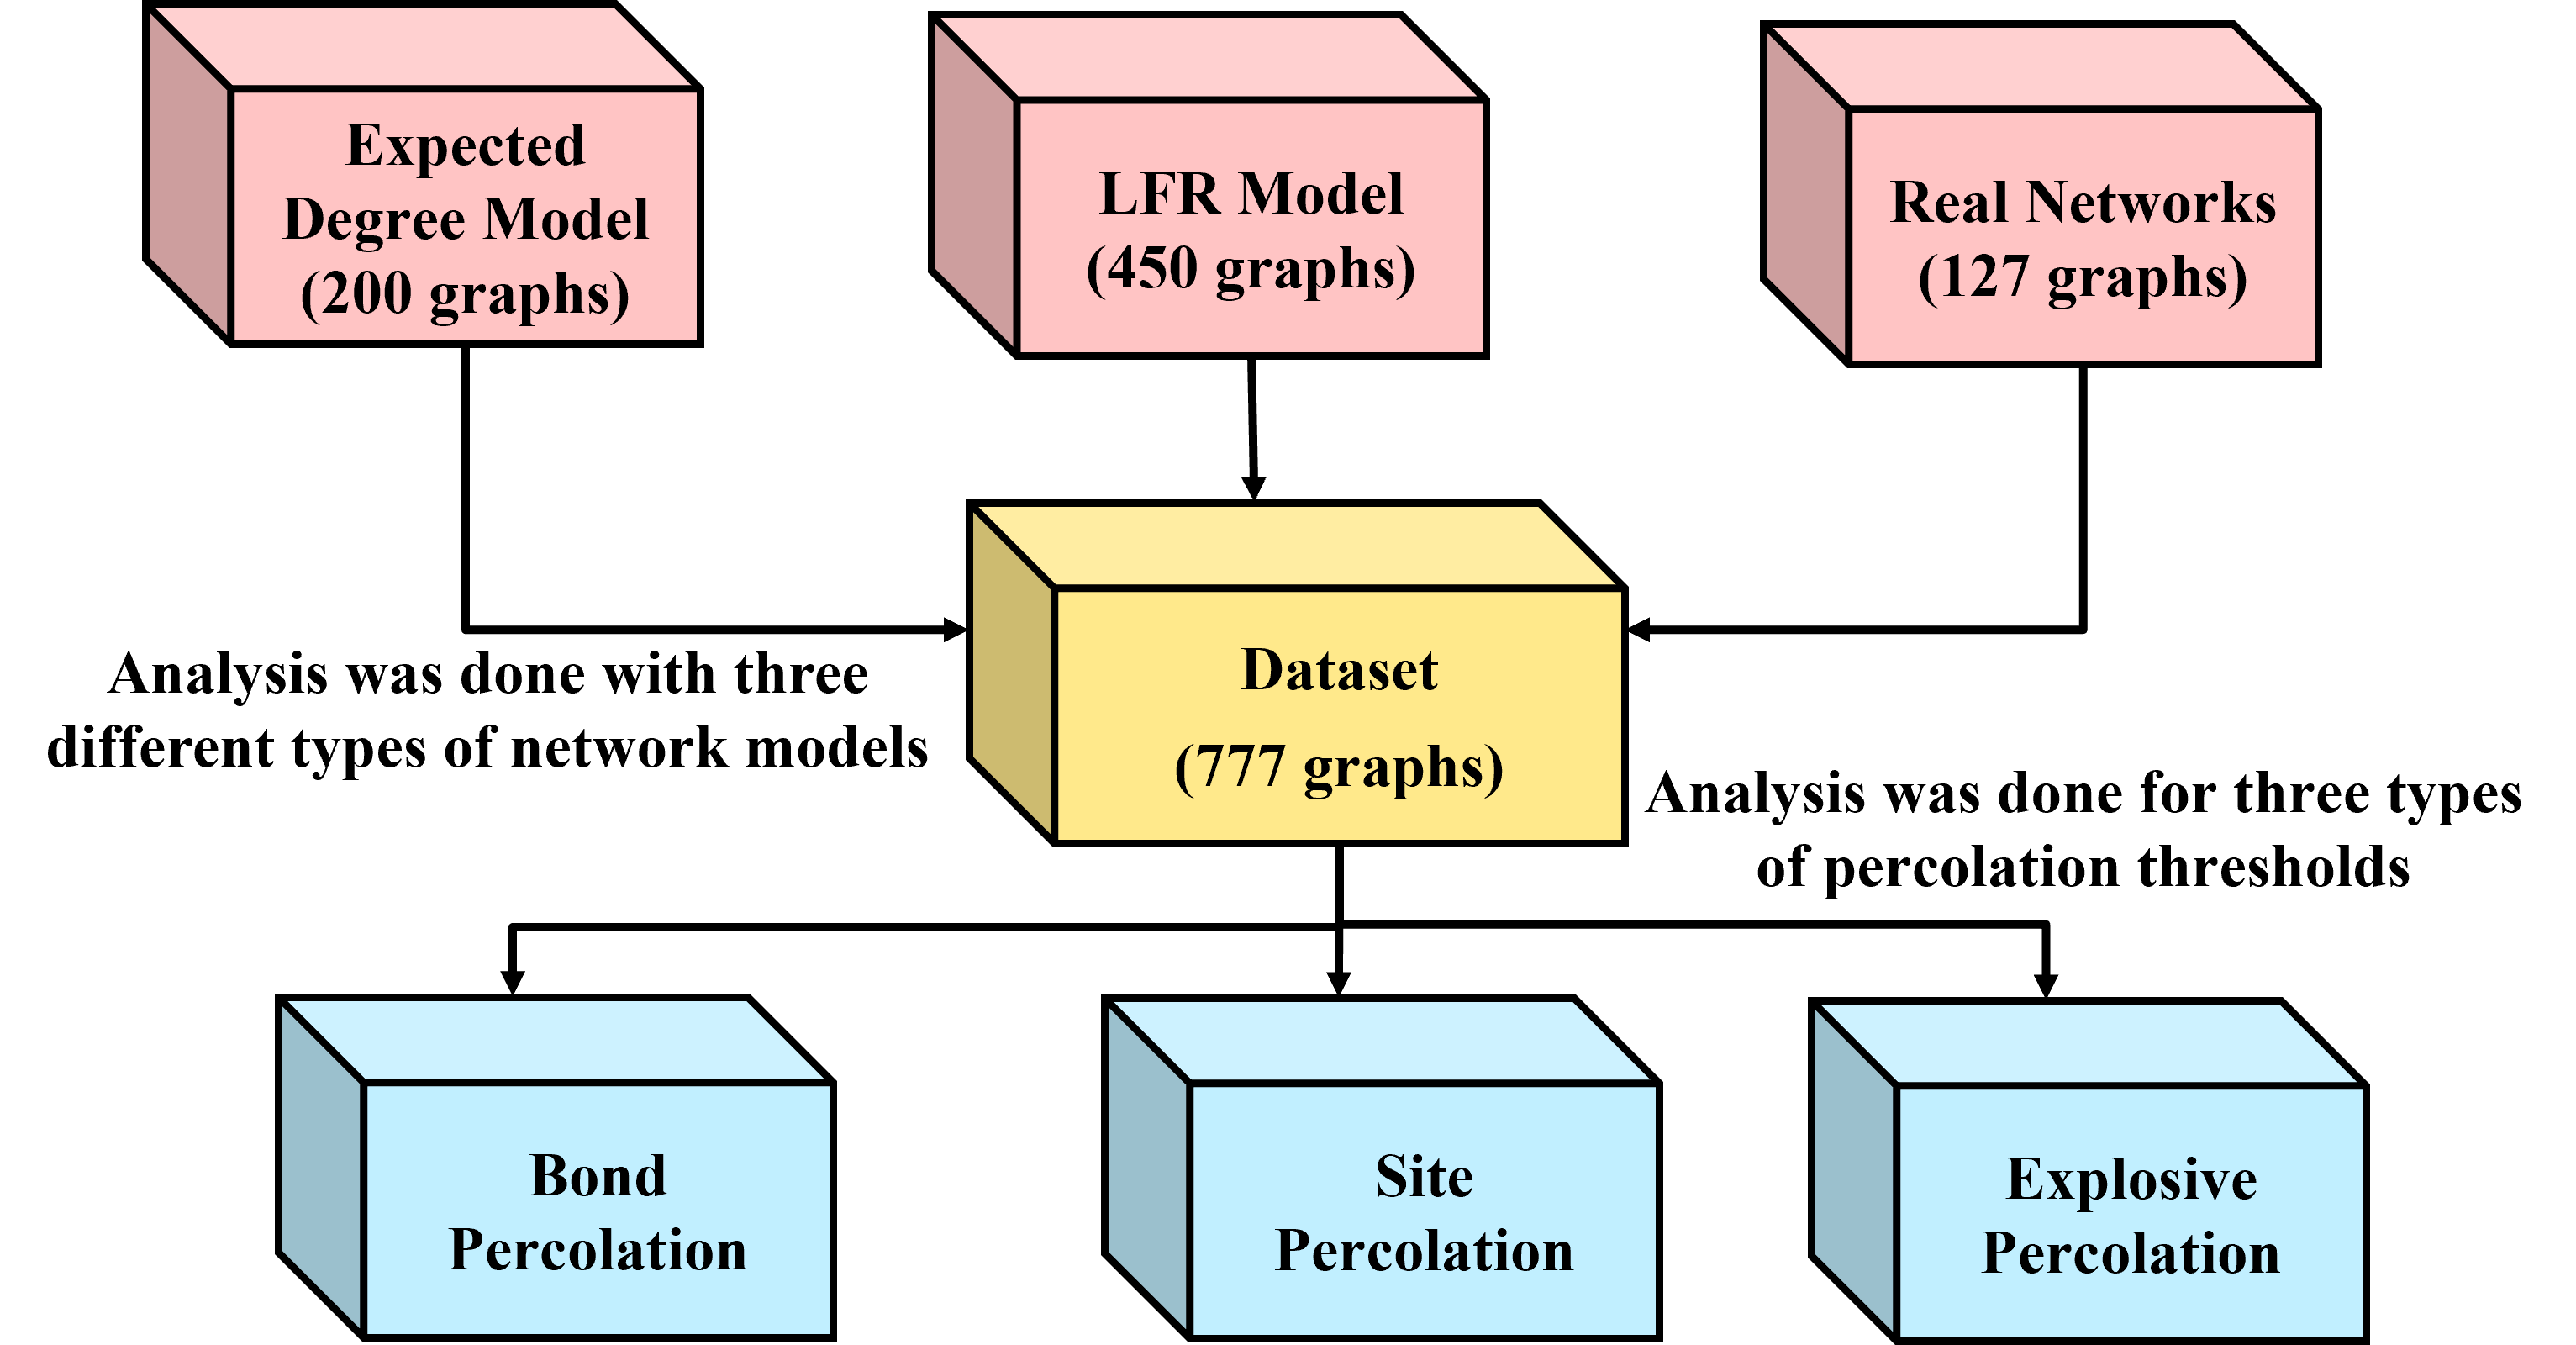 Expected
Degree Model
(200 graphs)
LFR Model
(450 graphs)
Real Networks
(127 graphs)
Analysis was done with three
different types of network models
Dataset
(777 graphs)
Analysis was done for three types
of percolation thresholds
Bond
Percolation
Site
Percolation
Explosive
Percolation